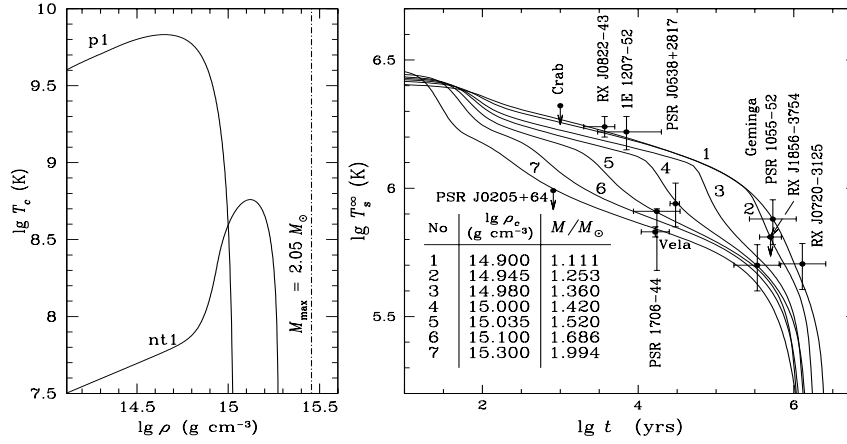 10
9.5
9
8.5
8
7.5
lg T_c (K)
p1
nt1
M_max = 2.05 M_⊙
14.5
15
15.5
lg ρ (g cm⁻³)
6.5
6
5.5
lg T_s^∞ (K)
Crab
RX J0822-43
1E 1207-52
PSR J0538+2817
Geminga
PSR 1055-52
RX J1856-3754
RX J0720-3125
1
2
3
4
5
6
7
PSR J0205+64
Vela
PSR 1706-44
No lg ρ_c (g cm⁻³) M/M_⊙
1 14.900 1.111
2 14.945 1.253
3 14.980 1.360
4 15.000 1.420
5 15.035 1.520
6 15.100 1.686
7 15.300 1.994
2
4
5
6
lg t (yrs)